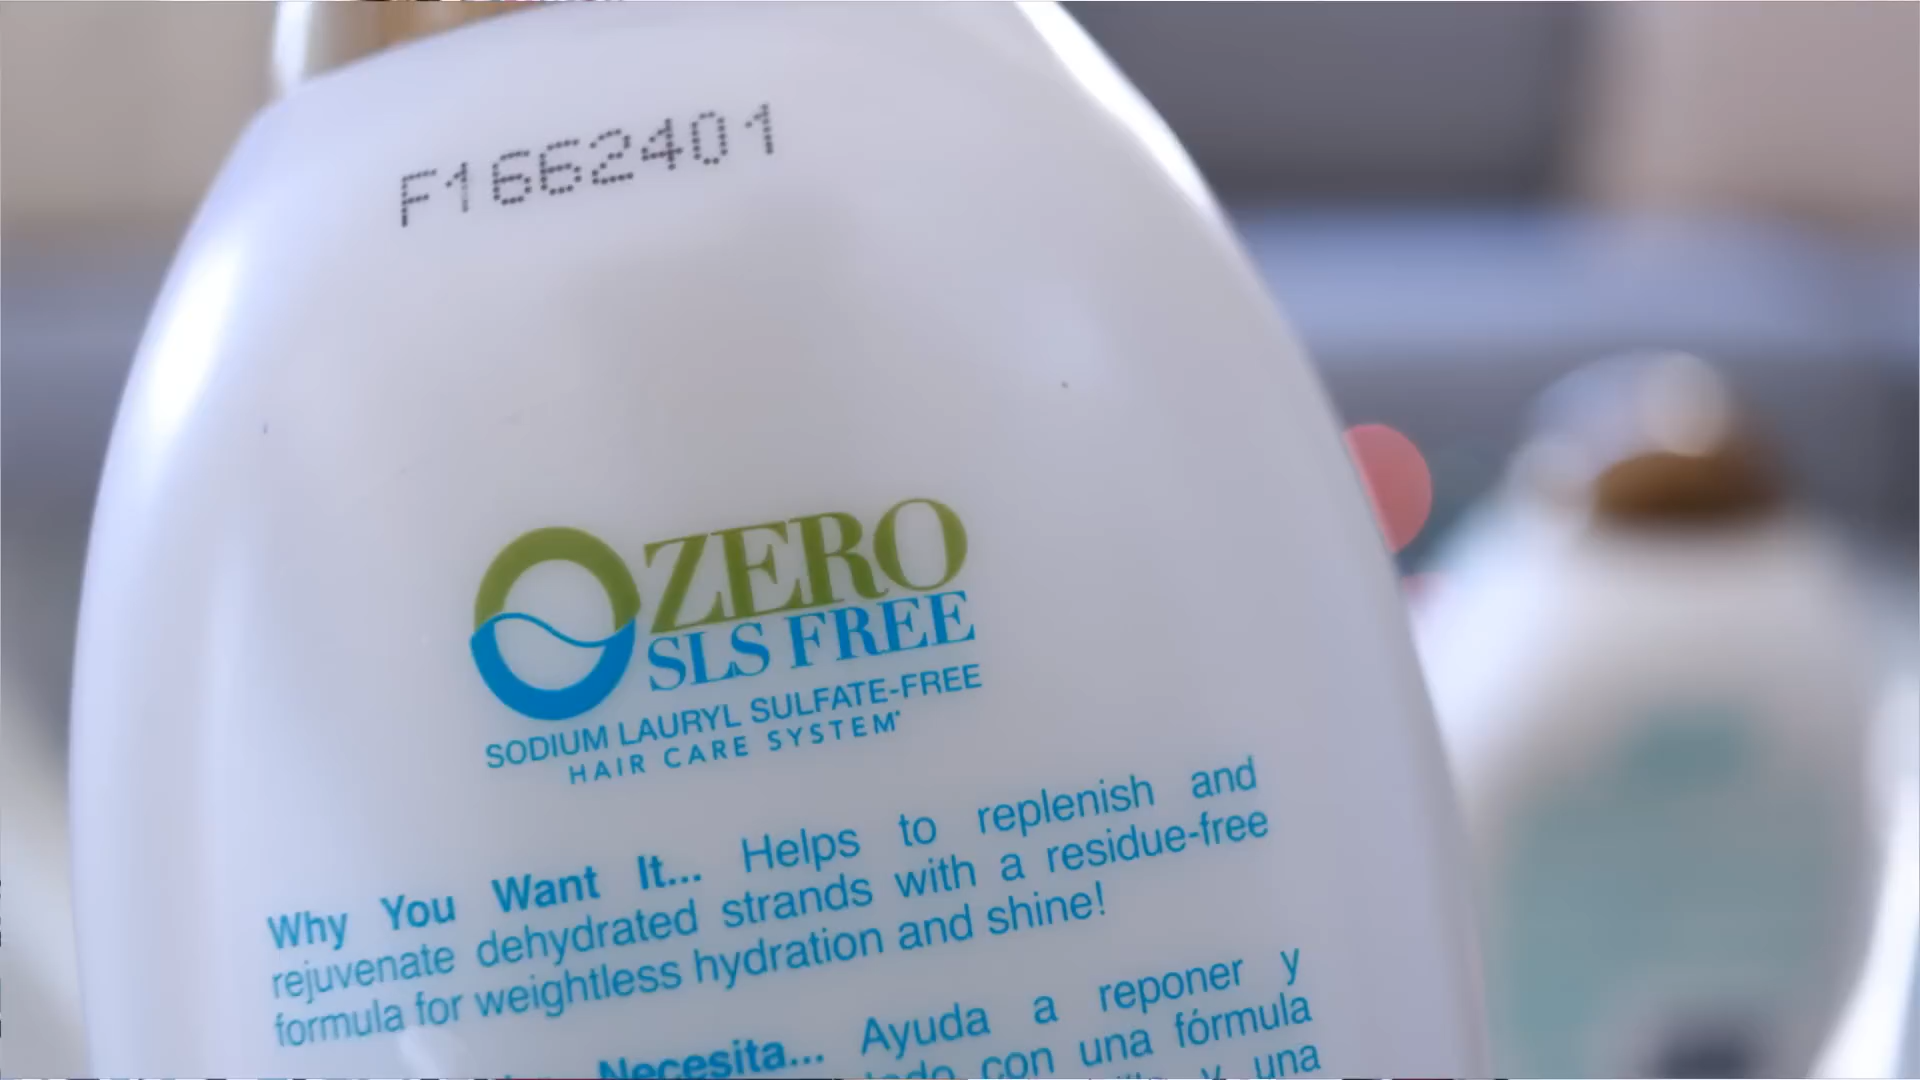 F1662401
ZERO
SLS FREE
SODIUM LAURYL SULFATE-FREE
HAIR CARE SYSTEM
Why You Want It... Helps to replenish and
rejuvenate dehydrated strands with a residue-free
formula for weightless hydration and shine!
Necesita... Ayuda a reponer y
con una fórmula
y una